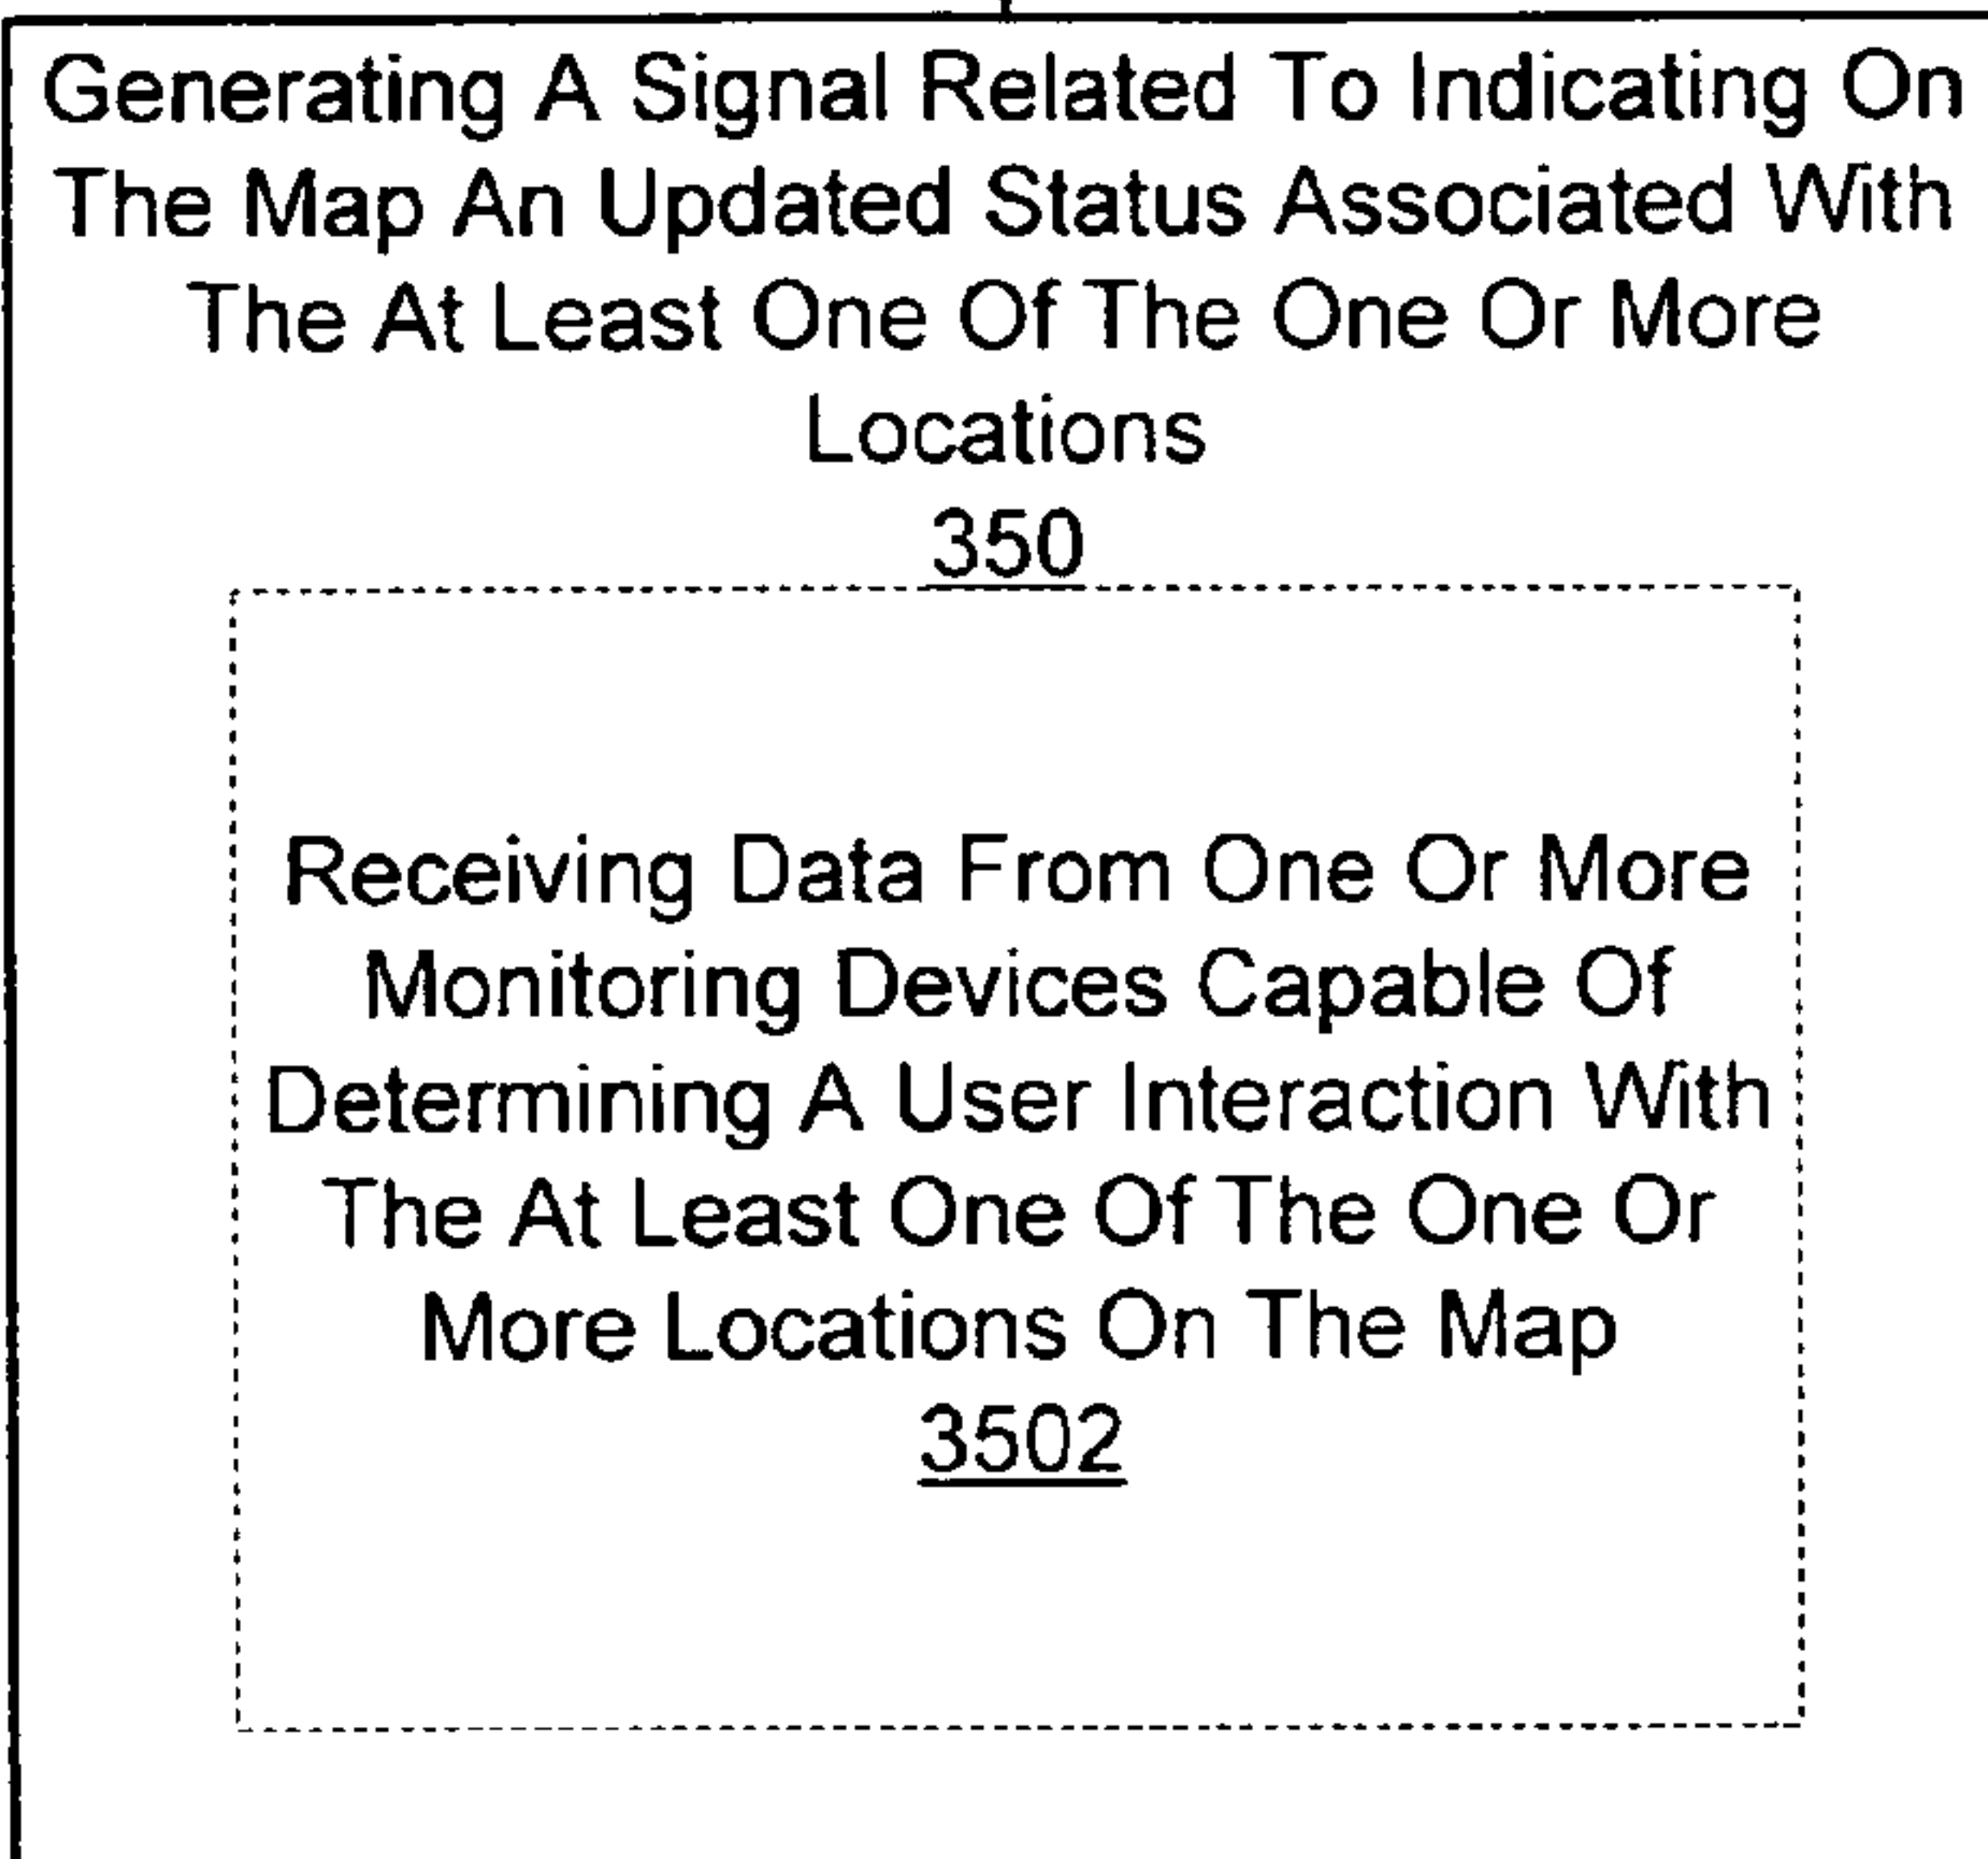 Generating A Signal Related To Indicating On
The Map An Updated Status Associated With
The At Least One Of The One Or More
Locations
350
Receiving Data From One Or More
Monitoring Devices Capable Of
Determining A User Interaction With
The At Least One Of The One Or
More Locations On The Map
3502